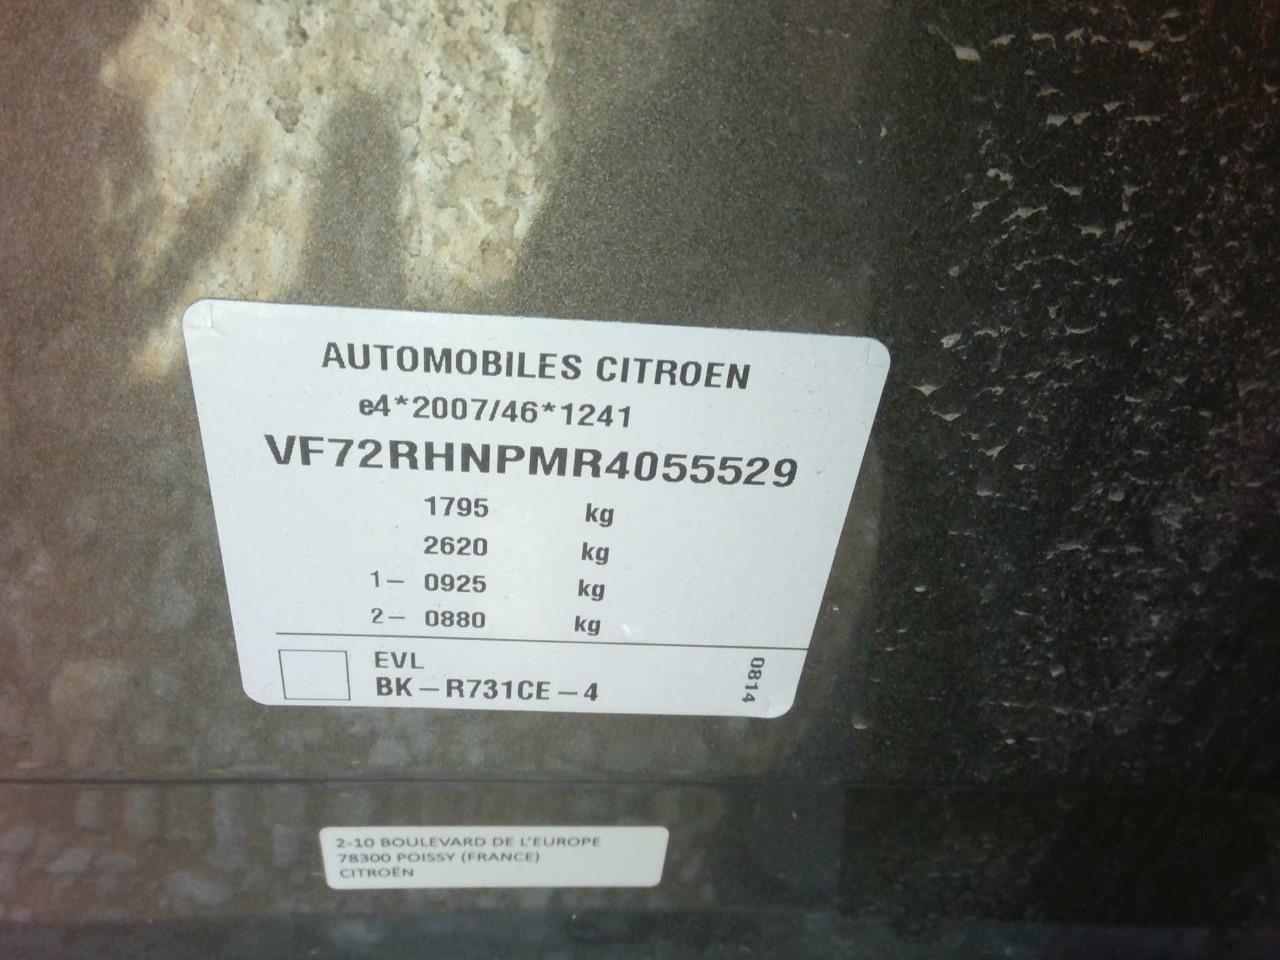 AUTOMOBILES CITROEN
e4*2007/46*1241
VF72RHNPMR4055529
1795 kg
2620 kg
1– 0925 kg
2– 0880 kg
EVL
BK–R731CE–4
0814
2-10 BOULEVARD DE L'EUROPE
78300 POISSY (FRANCE)
CITROËN